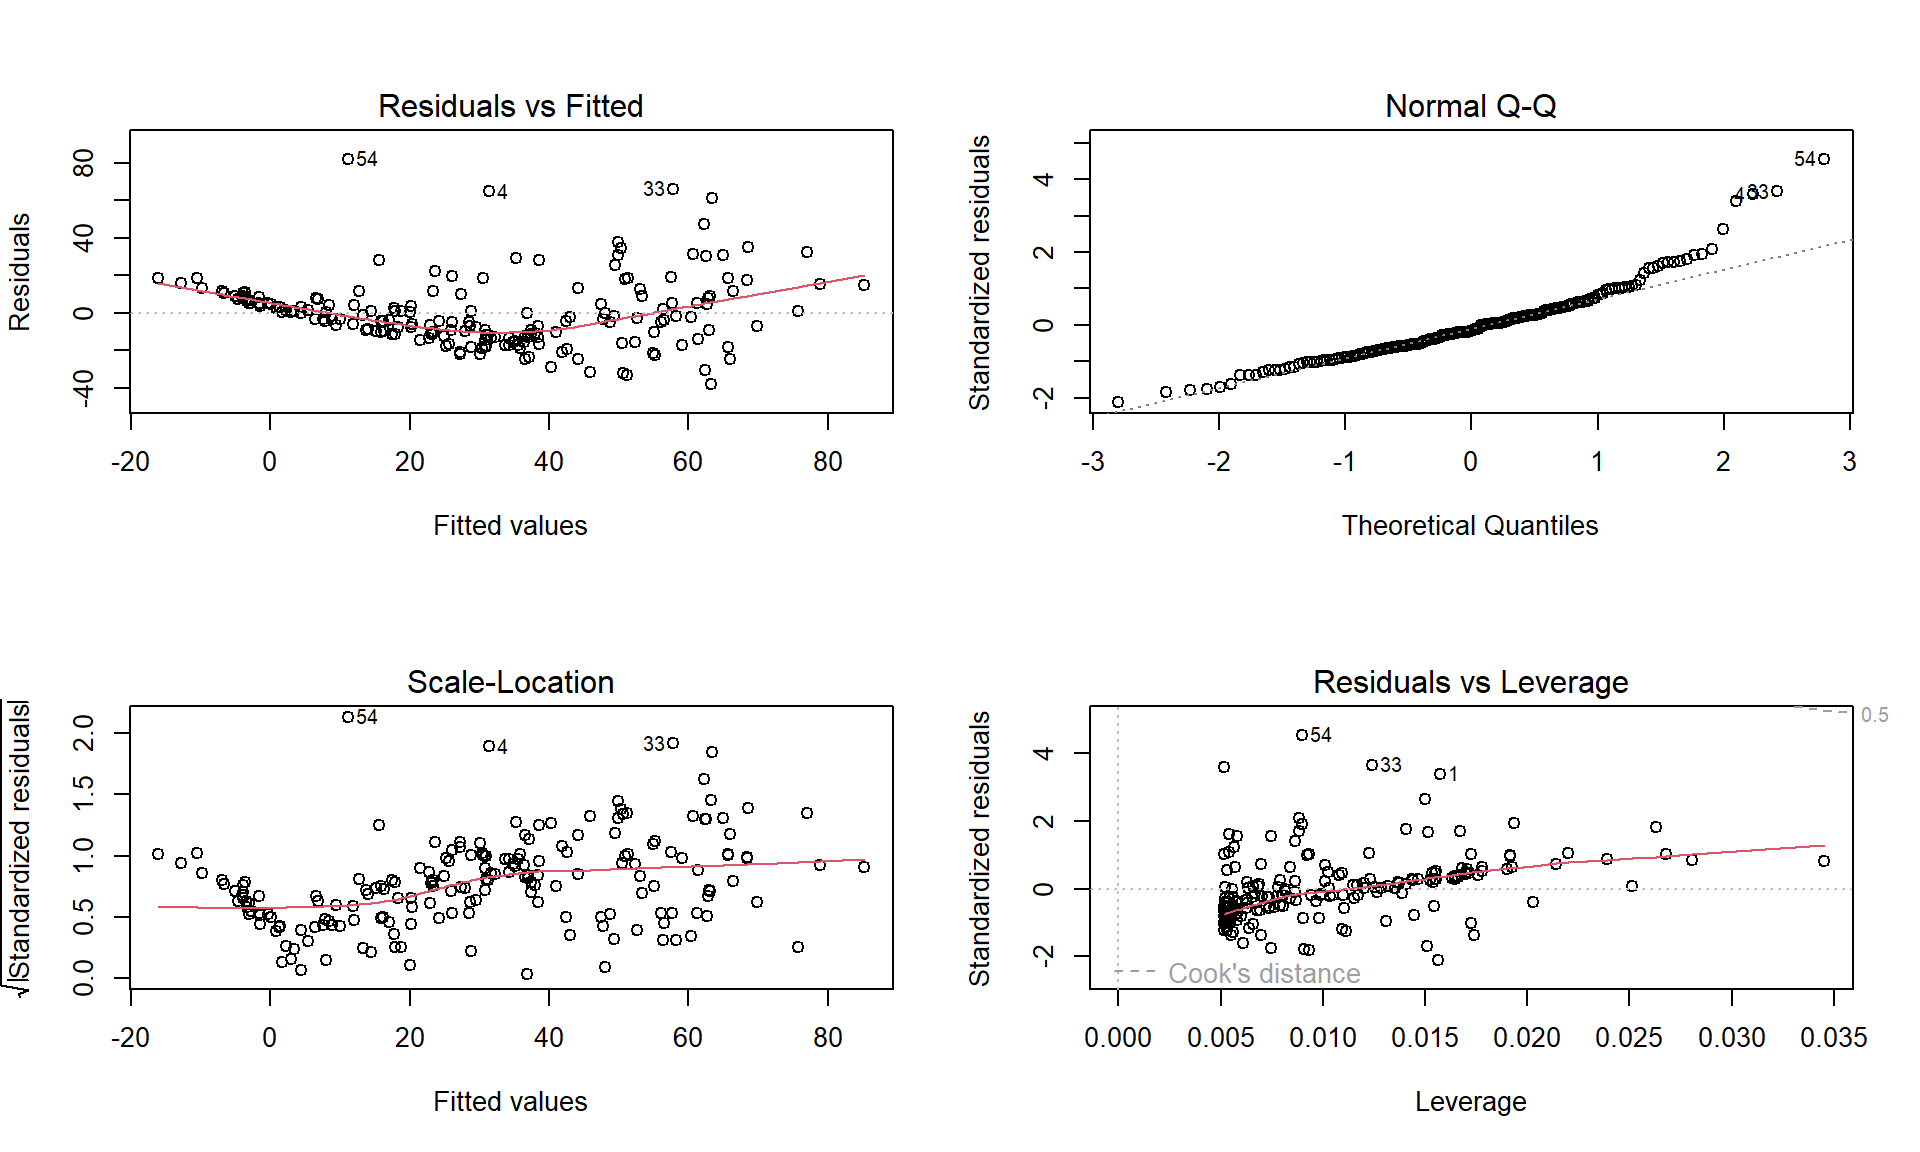 Residuals vs Fitted
Residuals
80
40
0
-40
54
4
33
-20 0 20 40 60 80
Fitted values
Normal Q-Q
Standardized residuals
4
2
0
-2
54
33
-3 -2 -1 0 1 2 3
Theoretical Quantiles
Scale-Location
√|Standardized residuals|
2.0
1.5
1.0
0.5
0.0
54
4
33
-20 0 20 40 60 80
Fitted values
Residuals vs Leverage
Standardized residuals
4
2
0
-2
0.5
54
33
1
Cook's distance
0.000 0.005 0.010 0.015 0.020 0.025 0.030 0.035
Leverage